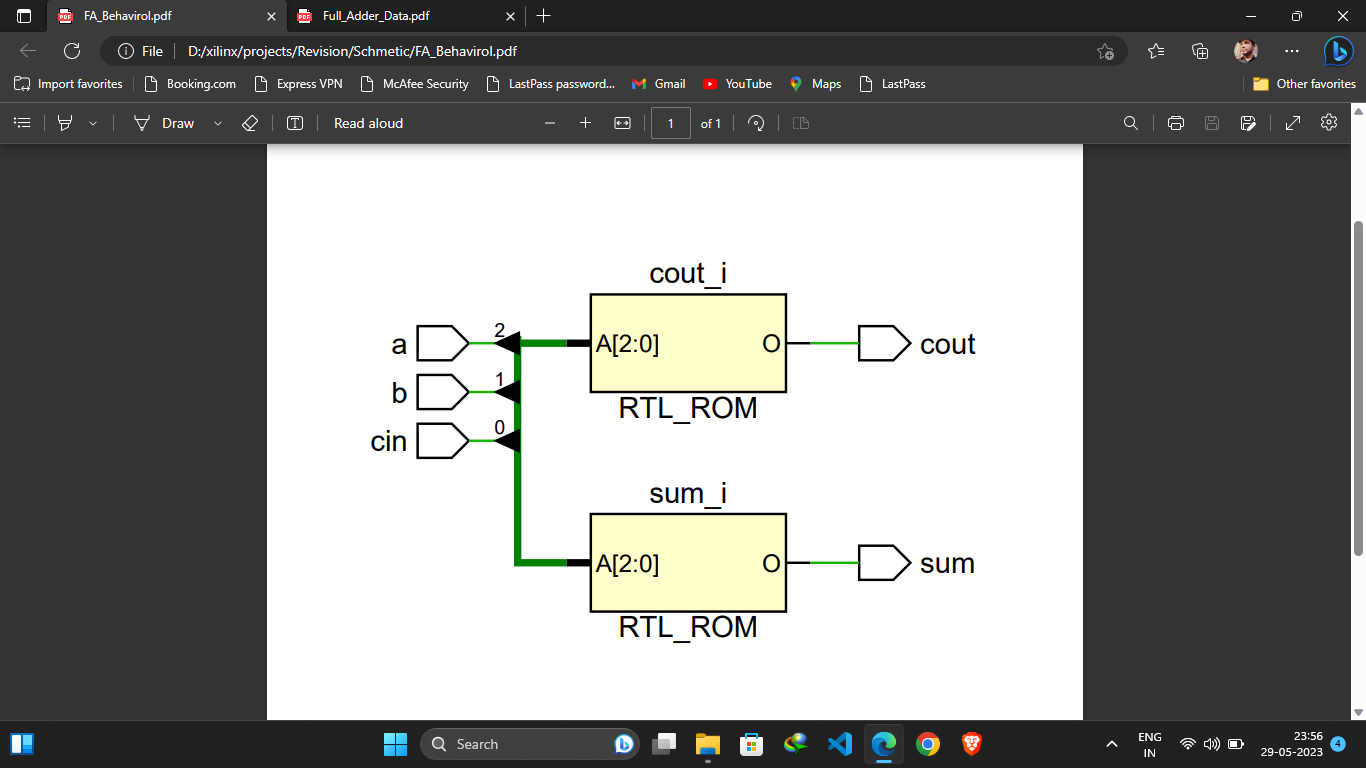 FA_Behavirol.pdf Full_Adder_Data.pdf
File D:/xilinx/projects/Revision/Schmetic/FA_Behavirol.pdf
Import favorites Booking.com Express VPN McAfee Security LastPass password... Gmail YouTube Maps LastPass Other favorites
Draw Read aloud 1 of 1
cout_i
a 2 A[2:0] O cout
b 1
RTL_ROM
cin 0
sum_i
A[2:0] O sum
RTL_ROM
Search ENG 23:56
IN 29-05-2023 4